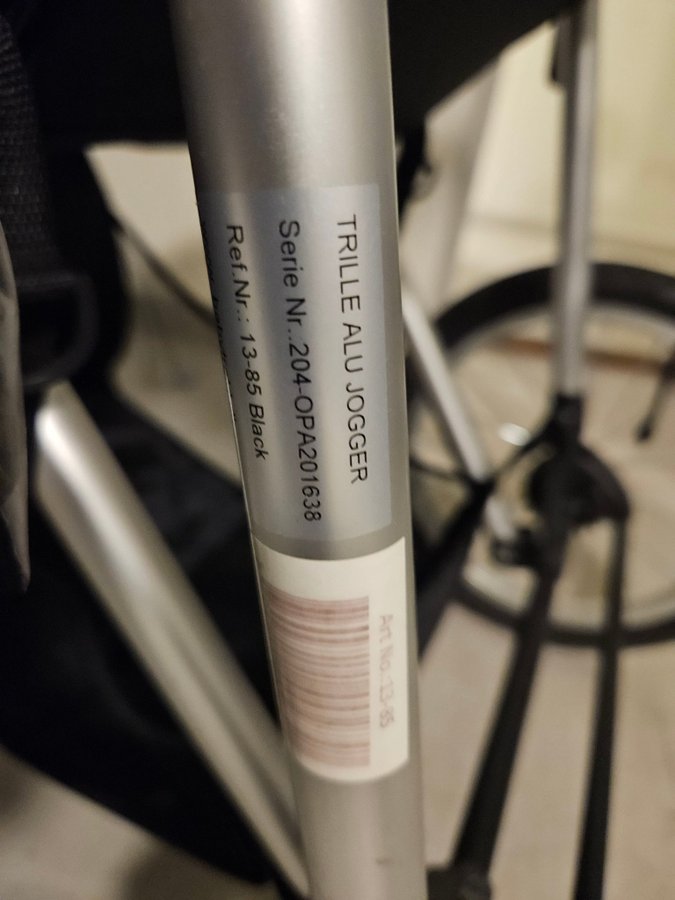 TRILLE ALU JOGGER
Serie Nr..204-OPA201638
Ref.Nr.: 13-85 Black
Art. No.:13-85